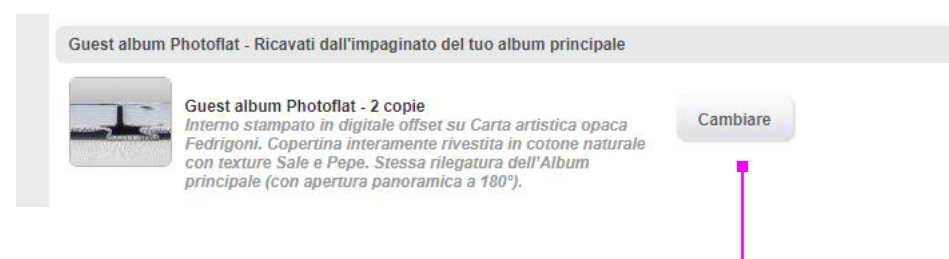 Guest album Photoflat - Ricavati dall'impaginato del tuo album principale
Guest album Photoflat - 2 copie
Interno stampato in digitale offset su Carta artistica opaca
Fedrigoni. Copertina interamente rivestita in cotone naturale
con texture Sale e Pepe. Stessa rilegatura dell'Album
principale (con apertura panoramica a 180°).
Cambiare